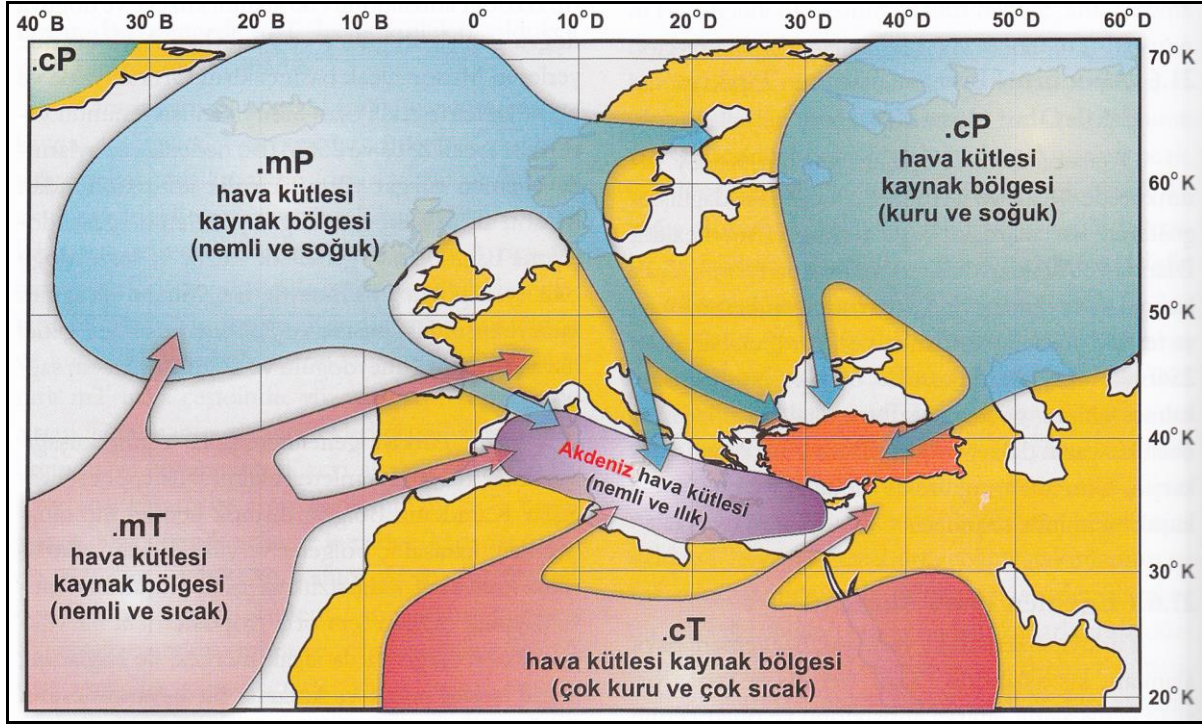 40°B 30°B 20°B 10°B 0° 10°D 20°D 30°D 40°D 50°D 60°D
.cP
70°K
.mP
hava kütlesi
kaynak bölgesi
(nemli ve soğuk)
.cP
hava kütlesi
kaynak bölgesi
(kuru ve soğuk)
60°K
50°K
40°K
Akdeniz hava kütlesi
(nemli ve ılık)
.mT
hava kütlesi
kaynak bölgesi
(nemli ve sıcak)
30°K
.cT
hava kütlesi kaynak bölgesi
(çok kuru ve çok sıcak)
20°K